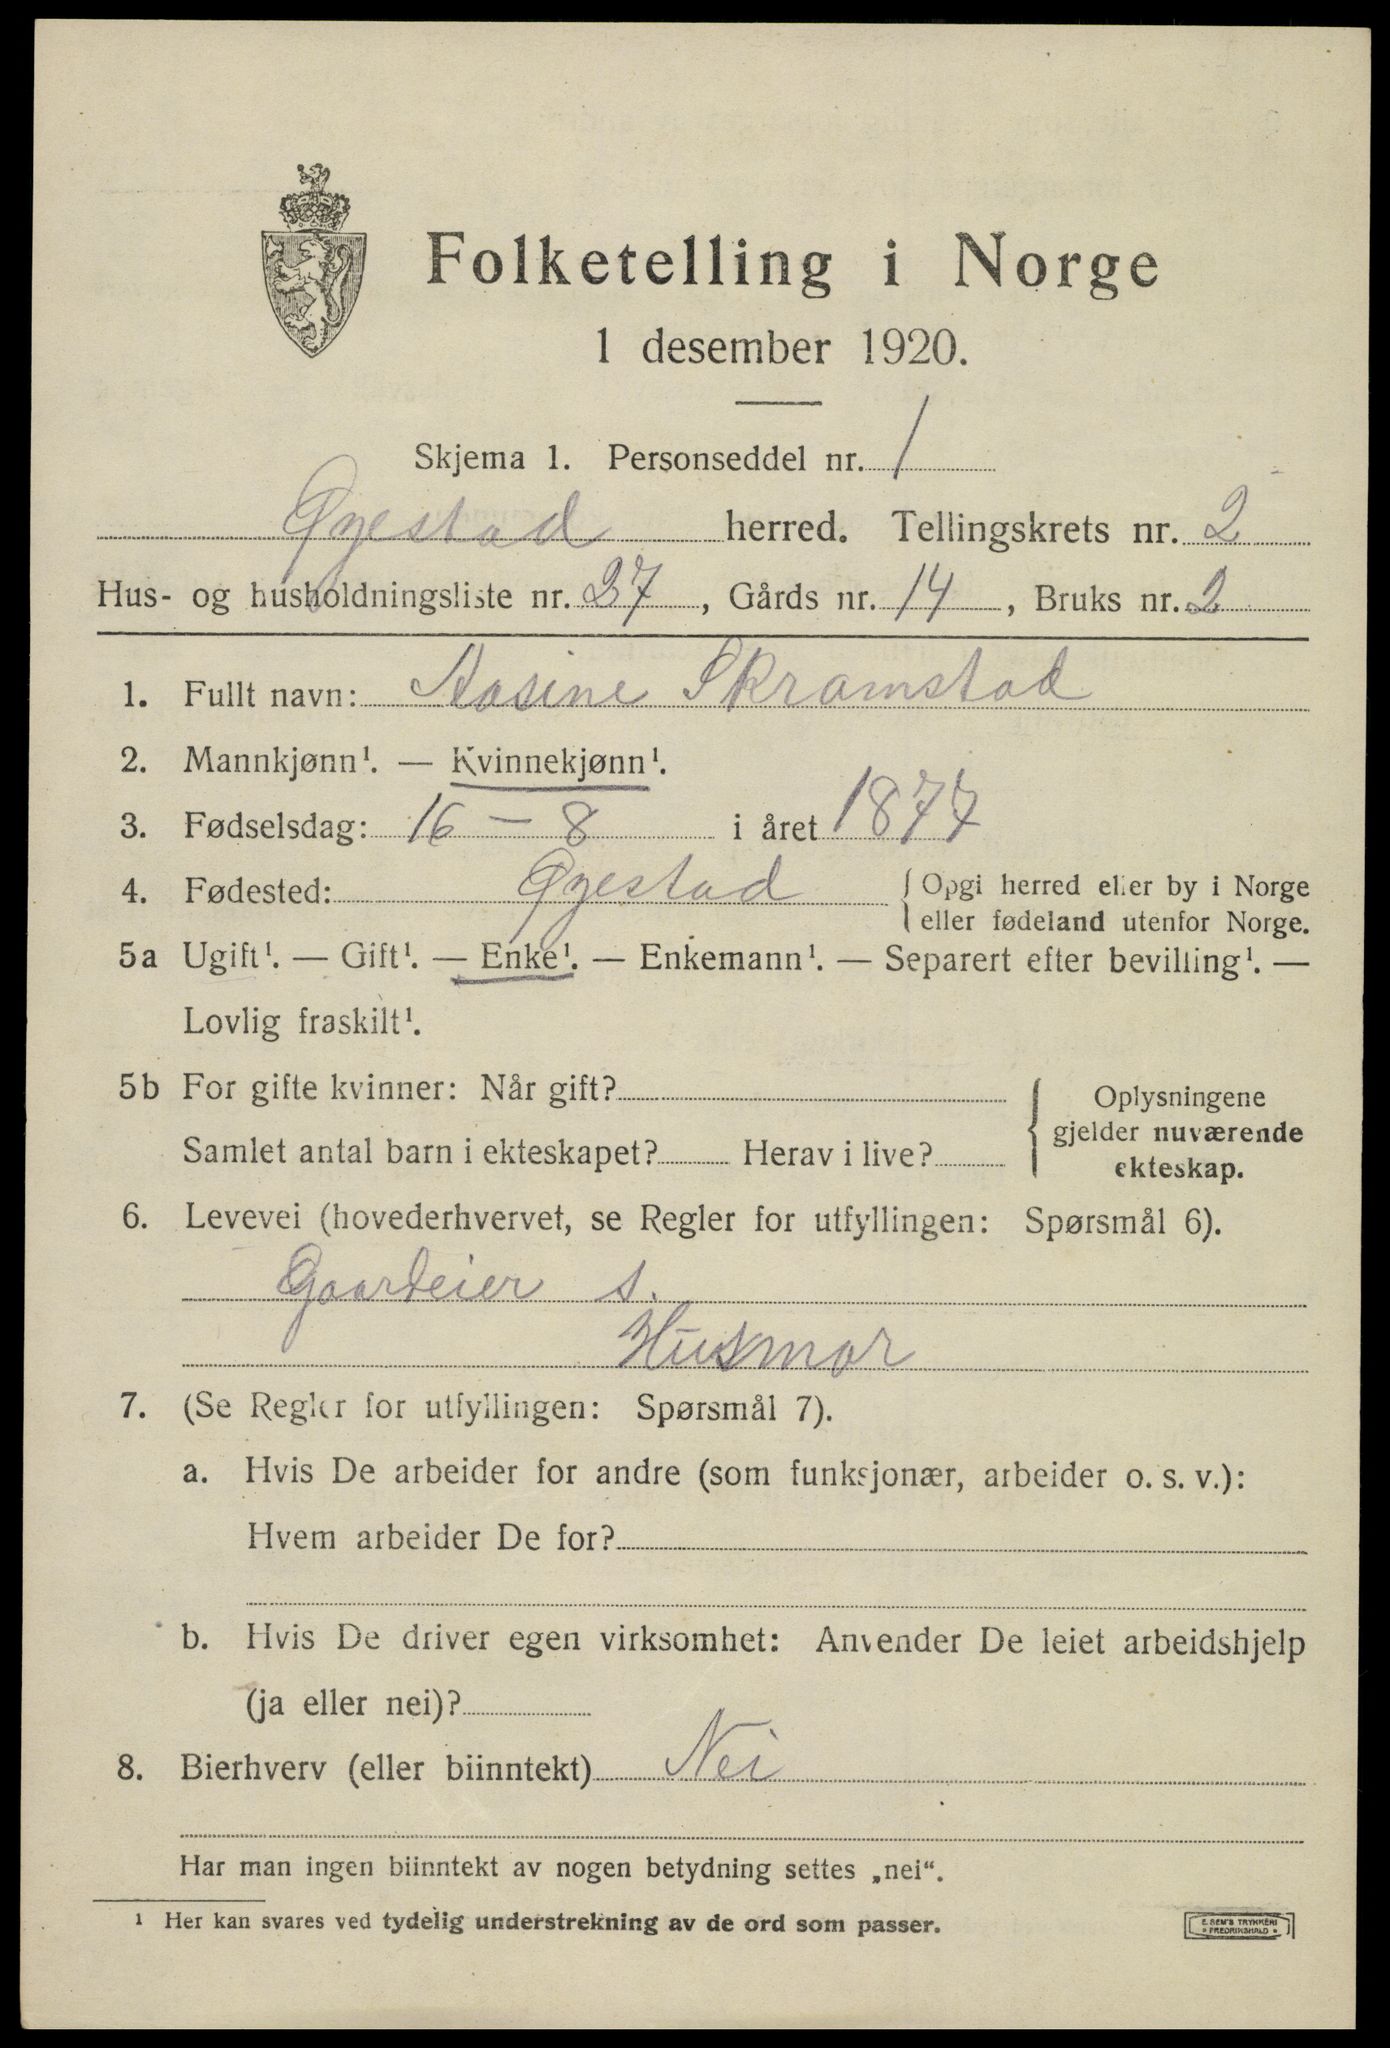 Folketelling i Norge
1 desember 1920.
Skjema 1. Personseddel nr. 1
Øyestad herred. Tellingskrets nr. 2
Hus- og husholdningsliste nr. 27, Gårds nr. 14, Bruks nr. 2
1. Fullt navn: Aasine Skramstad
2. Mannkjønn¹. — Kvinnekjønn¹.
3. Fødselsdag: 16 – 8 i året 1877
4. Fødested: Øyestad { Opgi herred eller by i Norge
eller fødeland utenfor Norge.
5a Ugift¹. — Gift¹. — Enke¹. — Enkemann¹. — Separert efter bevilling¹. —
Lovlig fraskilt¹.
5b For gifte kvinner: Når gift?
Samlet antal barn i ekteskapet? Herav i live?
Oplysningene
gjelder nuværende
ekteskap.
6. Levevei (hovederhvervet, se Regler for utfyllingen: Spørsmål 6).
Gaardeier s.
Husmor
7. (Se Regler for utfyllingen: Spørsmål 7).
a. Hvis De arbeider for andre (som funksjonær, arbeider o. s. v.):
Hvem arbeider De for?
b. Hvis De driver egen virksomhet: Anvender De leiet arbeidshjelp
(ja eller nei)?
8. Bierhverv (eller biinntekt) Nei
Har man ingen biinntekt av nogen betydning settes „nei“.
¹ Her kan svares ved tydelig understrekning av de ord som passer.
E. SEM'S TRYKKERI
* FREDRIKSHALD *